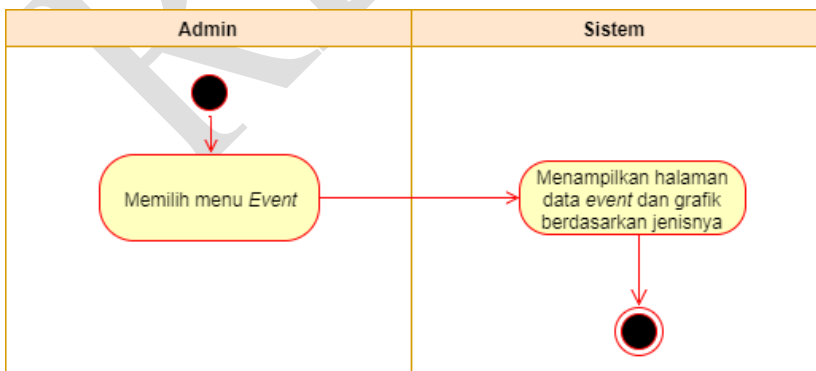 Admin
Sistem
Memilih menu Event
Menampilkan halaman
data event dan grafik
berdasarkan jenisnya